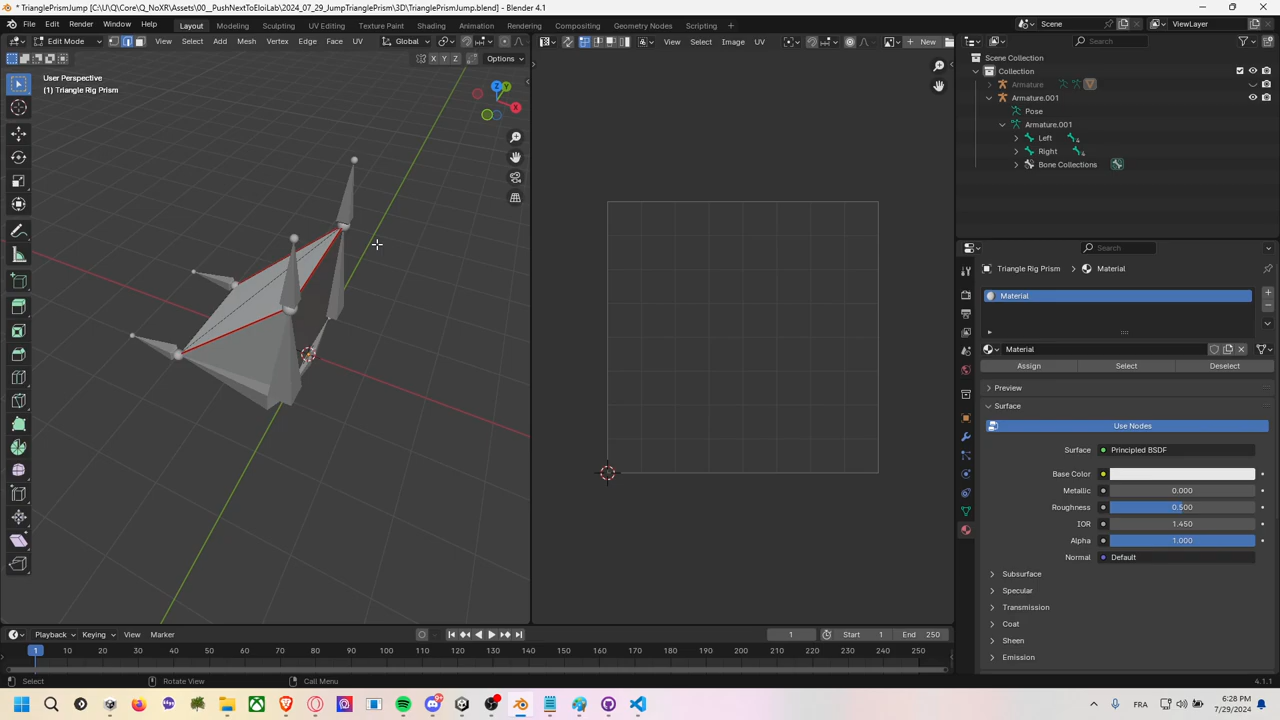 * TrianglePrismJump [C:\U\Q\Core\Q_NoXR\Assets\00_PushNextToEloiLab\2024_07_29_JumpTrianglePrism\3D\TrianglePrismJump.blend] - Blender 4.1
File Edit Render Window Help Layout Modeling Sculpting UV Editing Texture Paint Shading Animation Rendering Compositing Geometry Nodes Scripting Scene ViewLayer
Edit Mode View Select Add Mesh Vertex Edge Face UV Global View Select Image UV New Search
X Y Z Options
User Perspective
(1) Triangle Rig Prism
Z Y X
Scene Collection
Collection
Armature
Armature.001
Pose
Armature.001
Left
Right
Bone Collections
Search
Triangle Rig Prism Material
Material
Material
Assign Select Deselect
Preview
Surface
Use Nodes
Surface Principled BSDF
Base Color
Metallic 0.000
Roughness 0.500
IOR 1.450
Alpha 1.000
Normal Default
Subsurface
Specular
Transmission
Coat
Sheen
Emission
Playback Keying View Marker 1 Start 1 End 250
1 10 20 30 40 50 60 70 80 90 100 110 120 130 140 150 160 170 180 190 200 210 220 230 240 250
Select Rotate View Call Menu 4.1.1
FRA 6:28 PM
7/29/2024